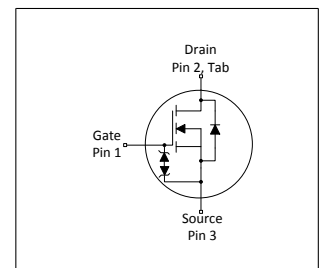 Drain
Pin 2, Tab
Gate
Pin 1
Source
Pin 3